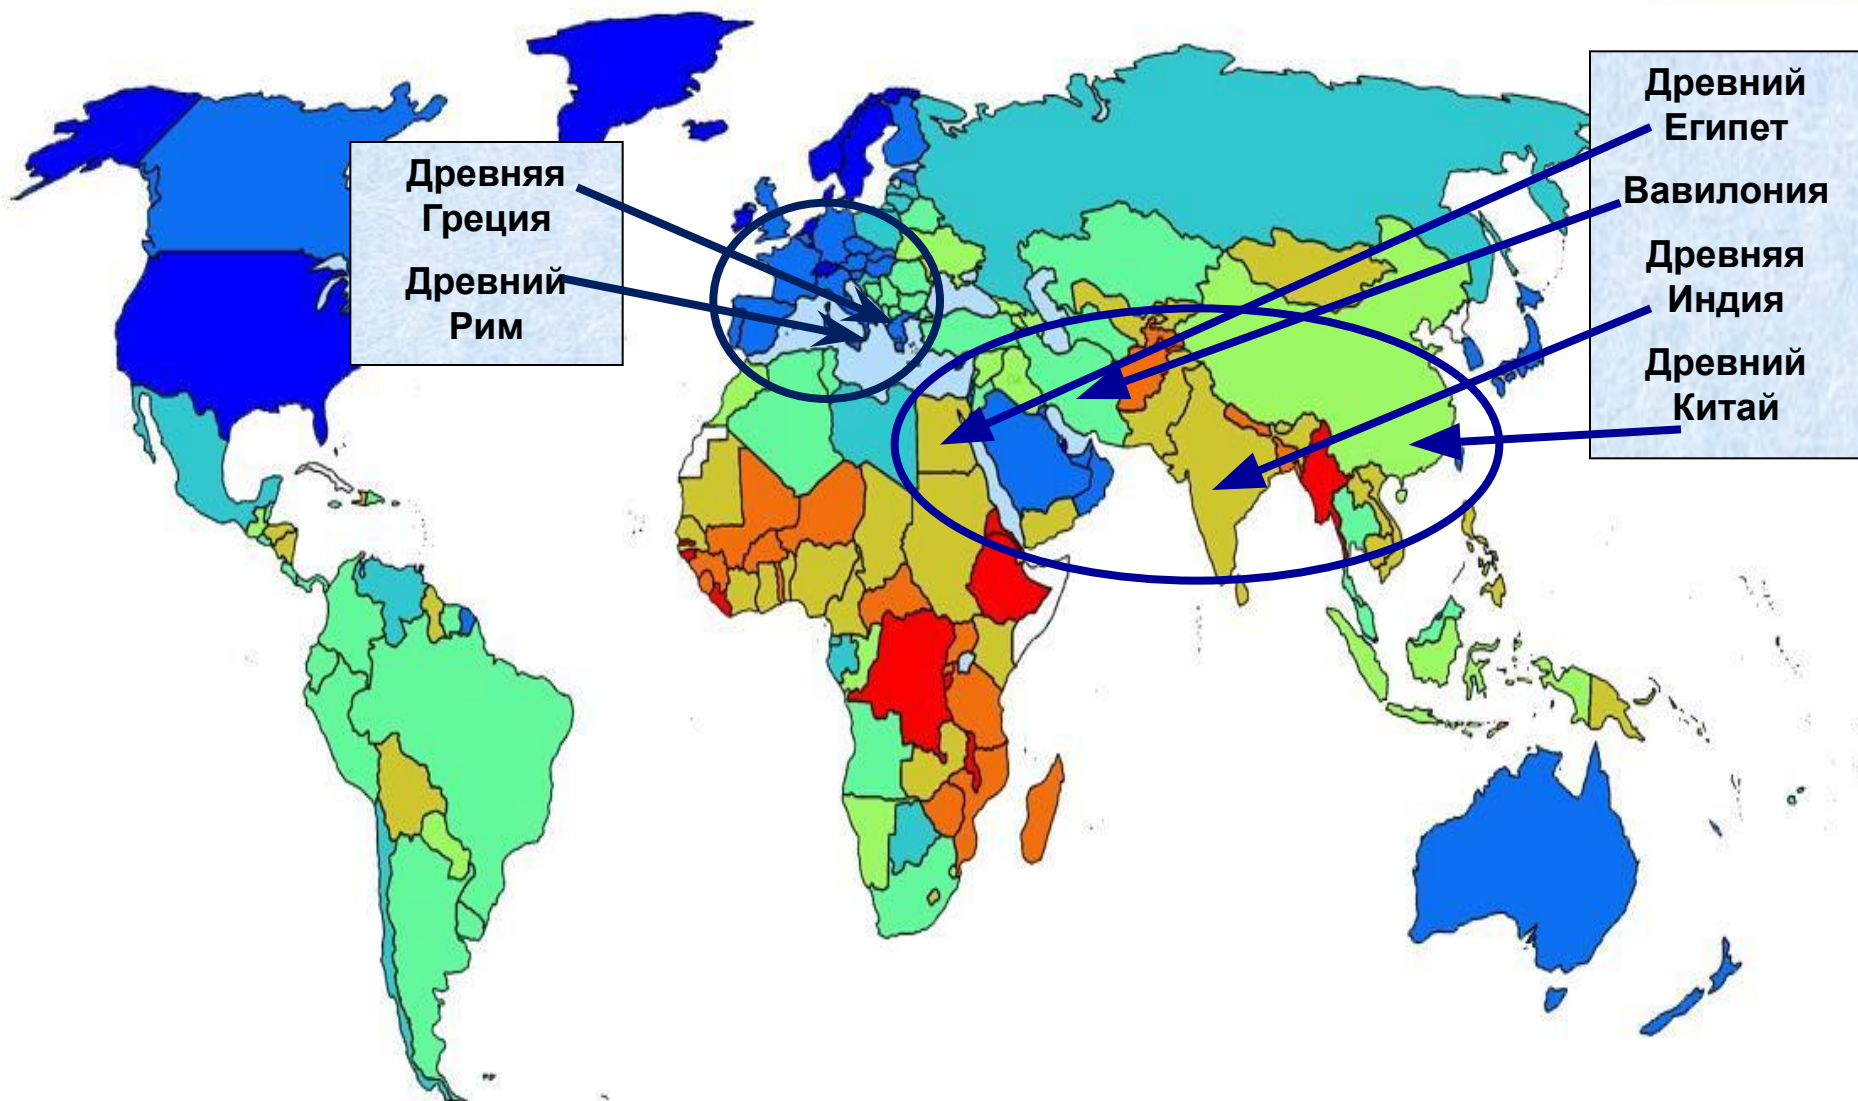 Древняя
Греция
Древний
Рим
Древний
Египет
Вавилония
Древняя
Индия
Древний
Китай